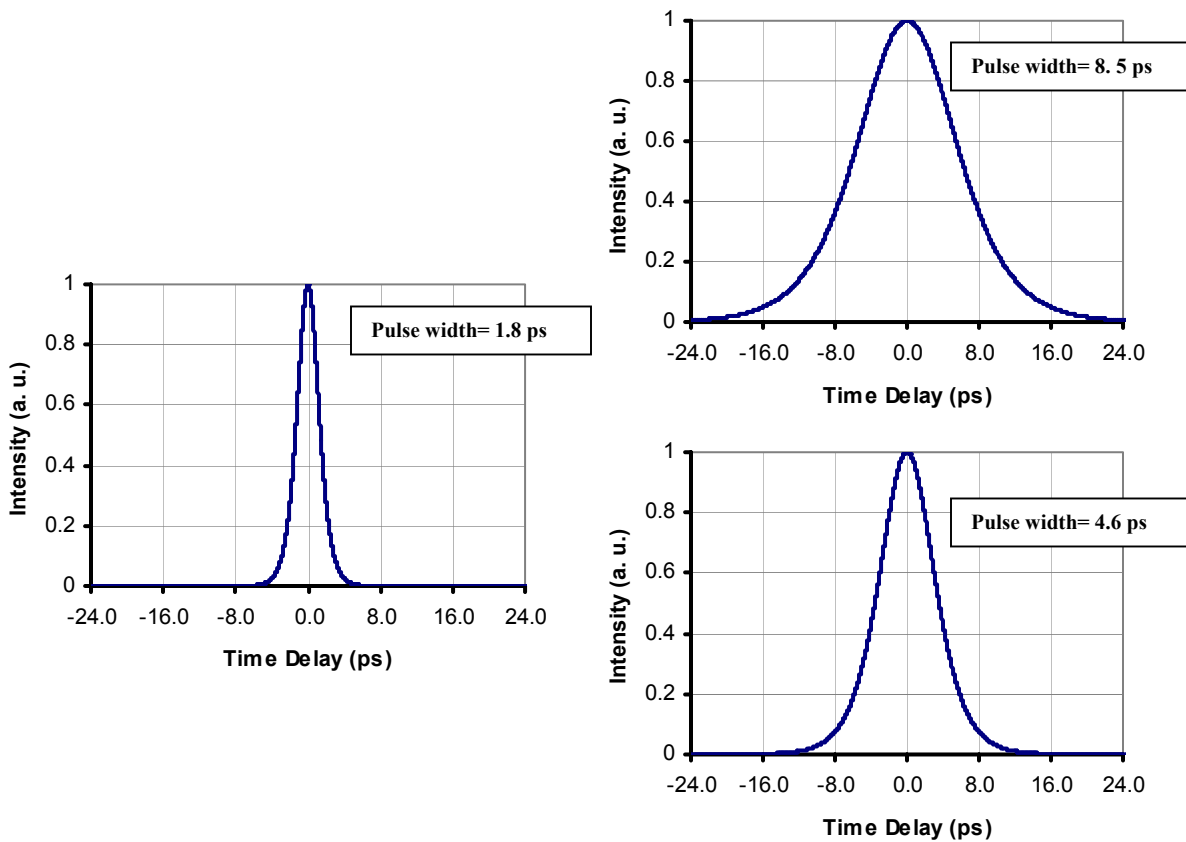 Intensity (a. u.)
1
0.8
0.6
0.4
0.2
0
-24.0 -16.0 -8.0 0.0 8.0 16.0 24.0
Time Delay (ps)
Pulse width= 1.8 ps
Intensity (a. u.)
1
0.8
0.6
0.4
0.2
0
-24.0 -16.0 -8.0 0.0 8.0 16.0 24.0
Time Delay (ps)
Pulse width= 8. 5 ps
Intensity (a. u.)
1
0.8
0.6
0.4
0.2
0
-24.0 -16.0 -8.0 0.0 8.0 16.0 24.0
Time Delay (ps)
Pulse width= 4.6 ps